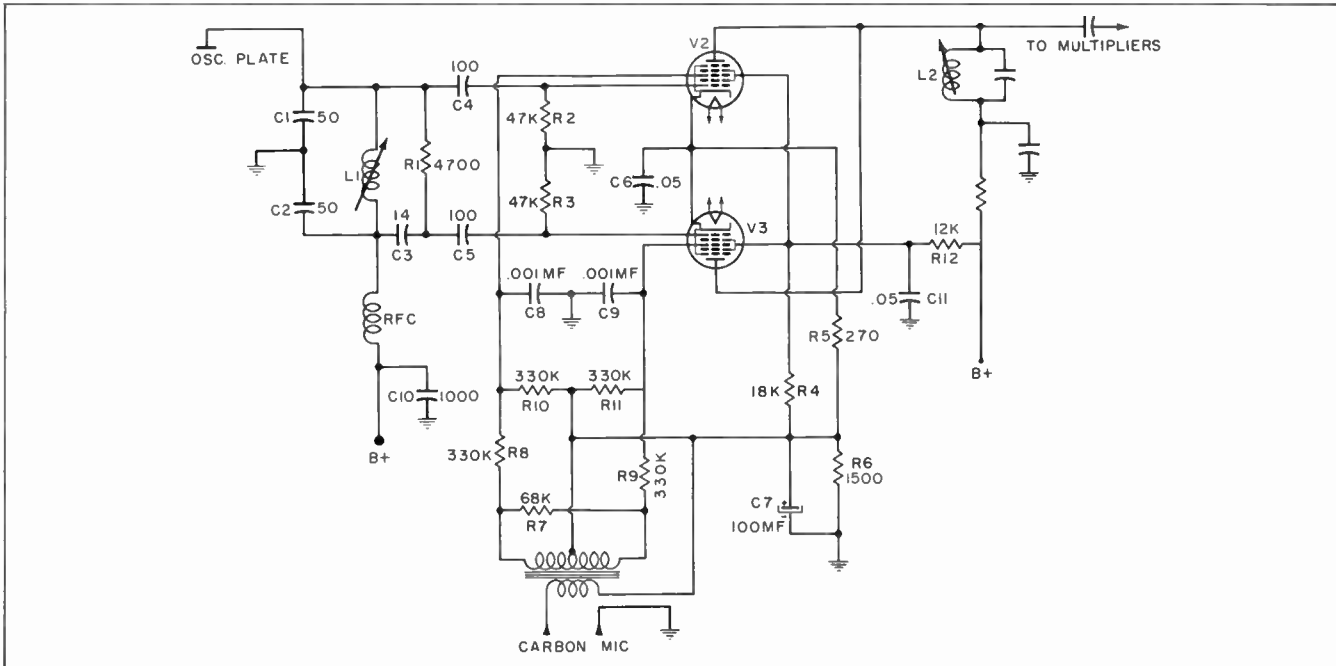 OSC. PLATE
C1
50
C2
50
L1
R1
4700
14
C3
100
C4
100
C5
RFC
C10
1000
B+
47K
R2
47K
R3
C6
.05
V2
V3
.001MF
C8
.001MF
C9
330K
R10
330K
R11
330K
R8
R9
330K
68K
R7
CARBON MIC
R5
270
18K
R4
R6
1500
C7
+
-
100MF
12K
R12
.05
C11
B+
L2
TO MULTIPLIERS